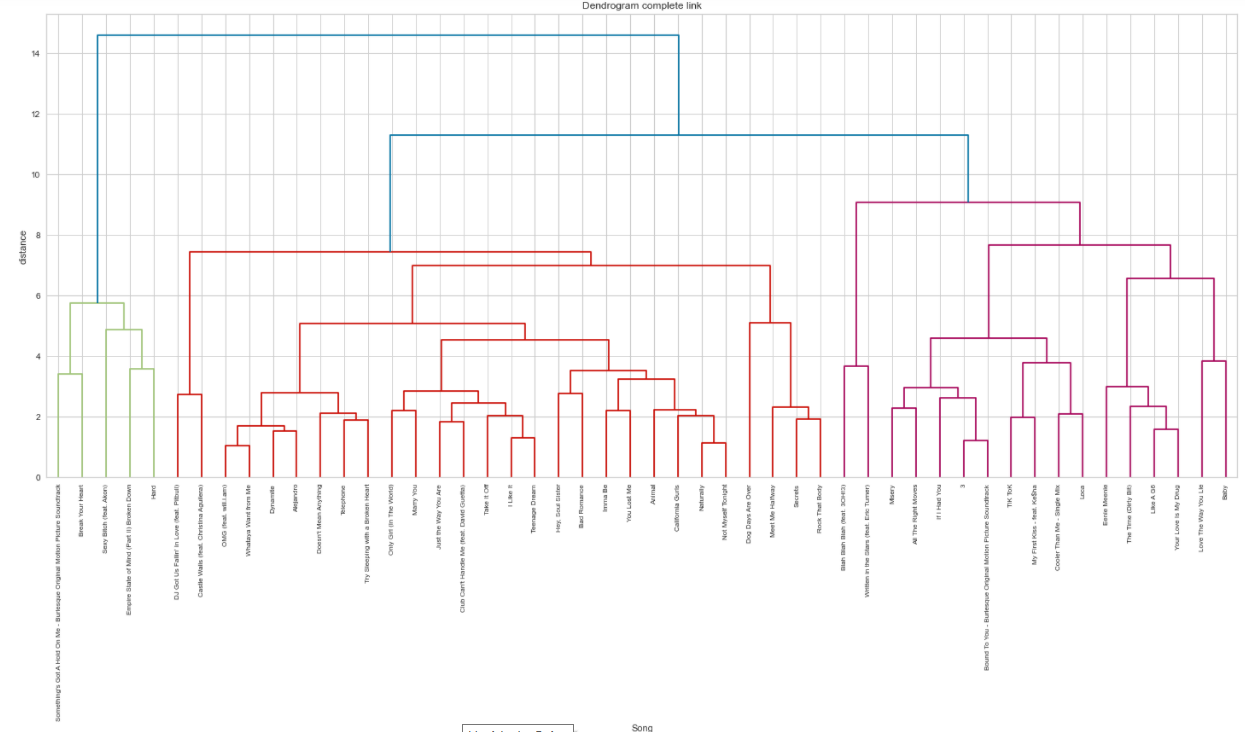 Dendrogram complete link
distance
14
12
10
8
6
4
2
0
Something's Got A Hold On Me - Burlesque Original Motion Picture Soundtrack
Break Your Heart
Sexy Bitch (feat. Akon)
Empire State of Mind (Part II) Broken Down
Hard
DJ Got Us Fallin' in Love (feat. Pitbull)
Castle Walls (feat. Christina Aguilera)
OMG (feat. will.i.am)
Whataya Want from Me
Dynamite
Alejandro
Doesn't Mean Anything
Telephone
Try Sleeping with a Broken Heart
Only Girl (In The World)
Marry You
Just the Way You Are
Club Can't Handle Me (feat. David Guetta)
Take It Off
I Like It
Teenage Dream
Hey, Soul Sister
Bad Romance
Imma Be
You Lost Me
Animal
California Gurls
Naturally
Not Myself Tonight
Dog Days Are Over
Meet Me Halfway
Secrets
Rock That Body
Blah Blah Blah (feat. 3OH!3)
Written in the Stars (feat. Eric Turner)
Misery
All The Right Moves
If I Had You
3
Bound To You - Burlesque Original Motion Picture Soundtrack
TiK ToK
My First Kiss - feat. Ke$ha
Cooler Than Me - Single Mix
Loca
Eenie Meenie
The Time (Dirty Bit)
Like A G6
Your Love Is My Drug
Love The Way You Lie
Baby
Song